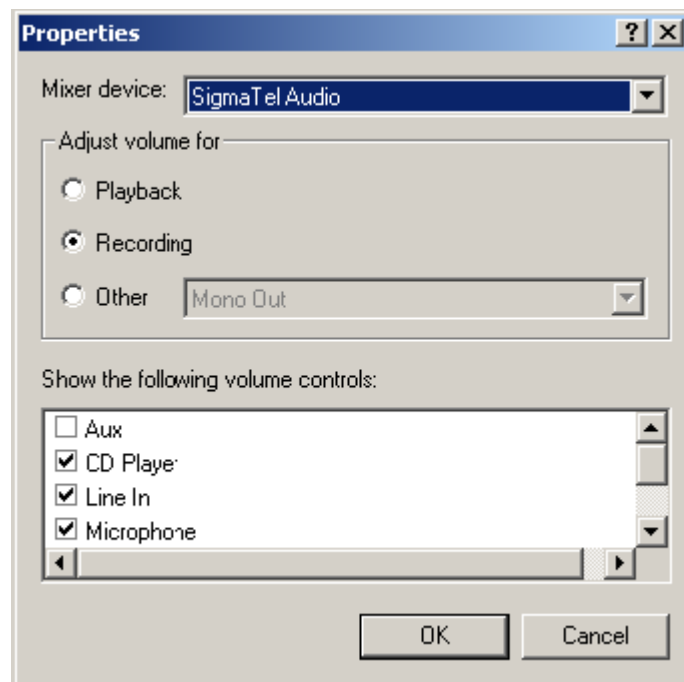 Properties
Mixer device: SigmaTel Audio
Adjust volume for
Playback
Recording
Other Mono Out
Show the following volume controls:
Aux
CD Player
Line In
Microphone
OK Cancel